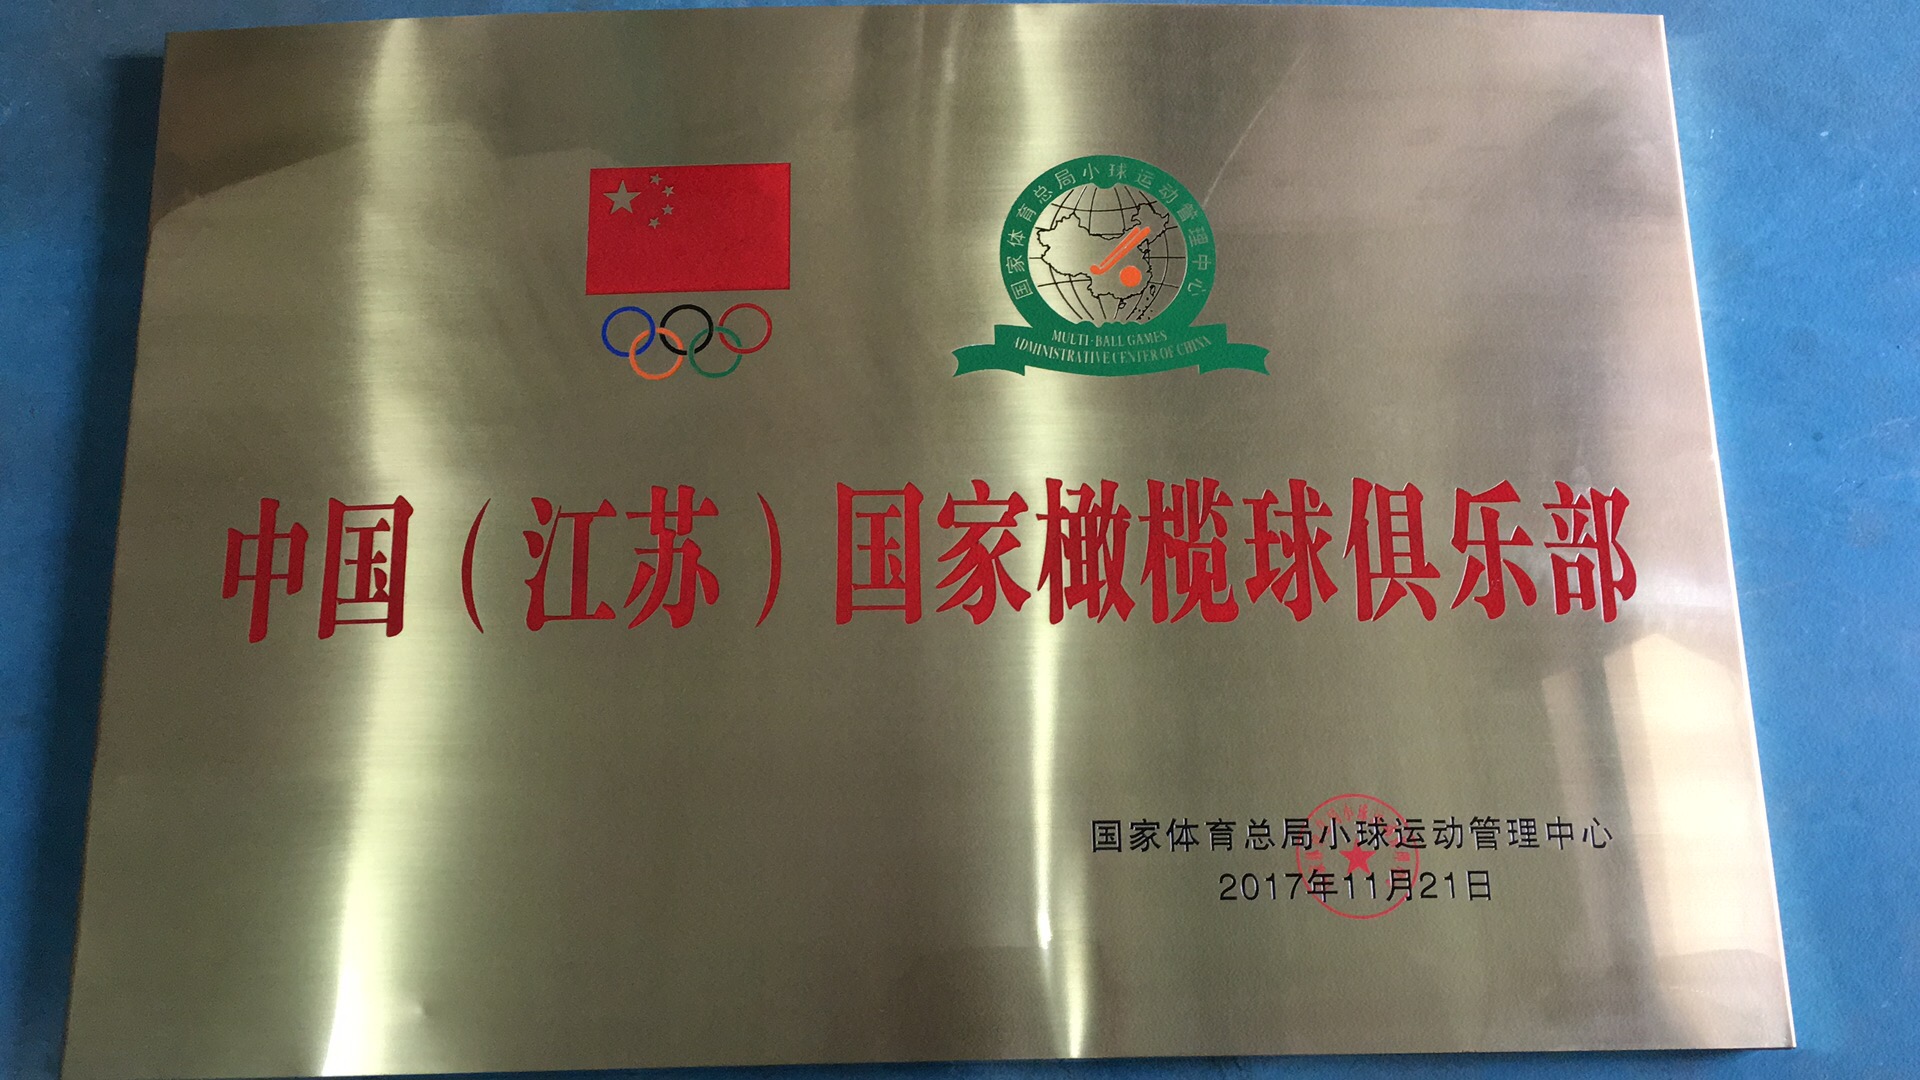 国家体育总局小球运动管理中心
MULTI-BALL GAMES
ADMINISTRATIVE CENTER OF CHINA
中国（江苏）国家橄榄球俱乐部
国家体育总局小球运动管理中心
2017年11月21日